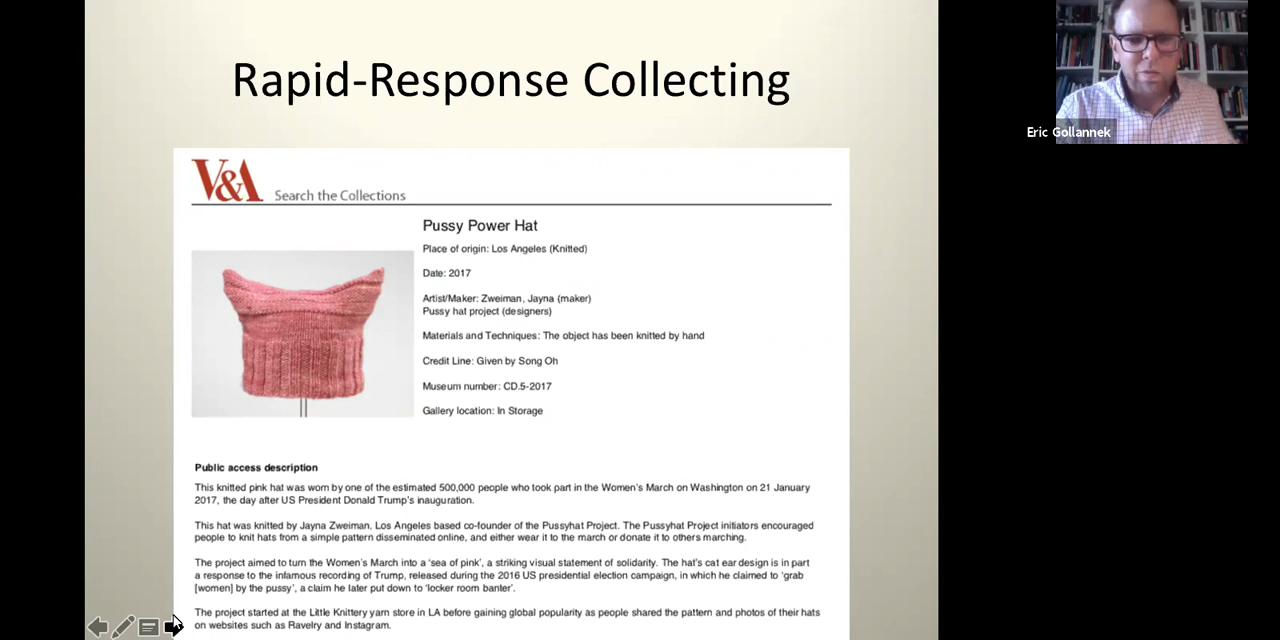 Rapid-Response Collecting
Eric Gollannek
V&A Search the Collections
Pussy Power Hat
Place of origin: Los Angeles (Knitted)
Date: 2017
Artist/Maker: Zweiman, Jayna (maker)
Pussy hat project (designers)
Materials and Techniques: The object has been knitted by hand
Credit Line: Given by Song Oh
Museum number: CD.5-2017
Gallery location: In Storage
Public access description
This knitted pink hat was worn by one of the estimated 500,000 people who took part in the Women's March on Washington on 21 January
2017, the day after US President Donald Trump's inauguration.
This hat was knitted by Jayna Zweiman, Los Angeles based co-founder of the Pussyhat Project. The Pussyhat Project initiators encouraged
people to knit hats from a simple pattern disseminated online, and either wear it to the march or donate it to others marching.
The project aimed to turn the Women's March into a 'sea of pink', a striking visual statement of solidarity. The hat's cat ear design is in part
a response to the infamous recording of Trump, released during the 2016 US presidential election campaign, in which he claimed to 'grab
[women] by the pussy', a claim he later put down to 'locker room banter'.
The project started at the Little Knittery yarn store in LA before gaining global popularity as people shared the pattern and photos of their hats
on websites such as Ravelry and Instagram.